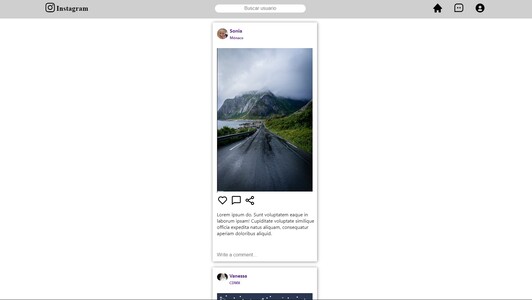 Instagram
Buscar usuario
Sonia
Monaco
Lorem ipsum do. Sunt voluptatem eaque in
laborum ipsam! Cupiditate voluptate similique
officia expedita natus aliquam, consequatur
aperiam doloribus aliquid.
Write a comment...
Vanessa